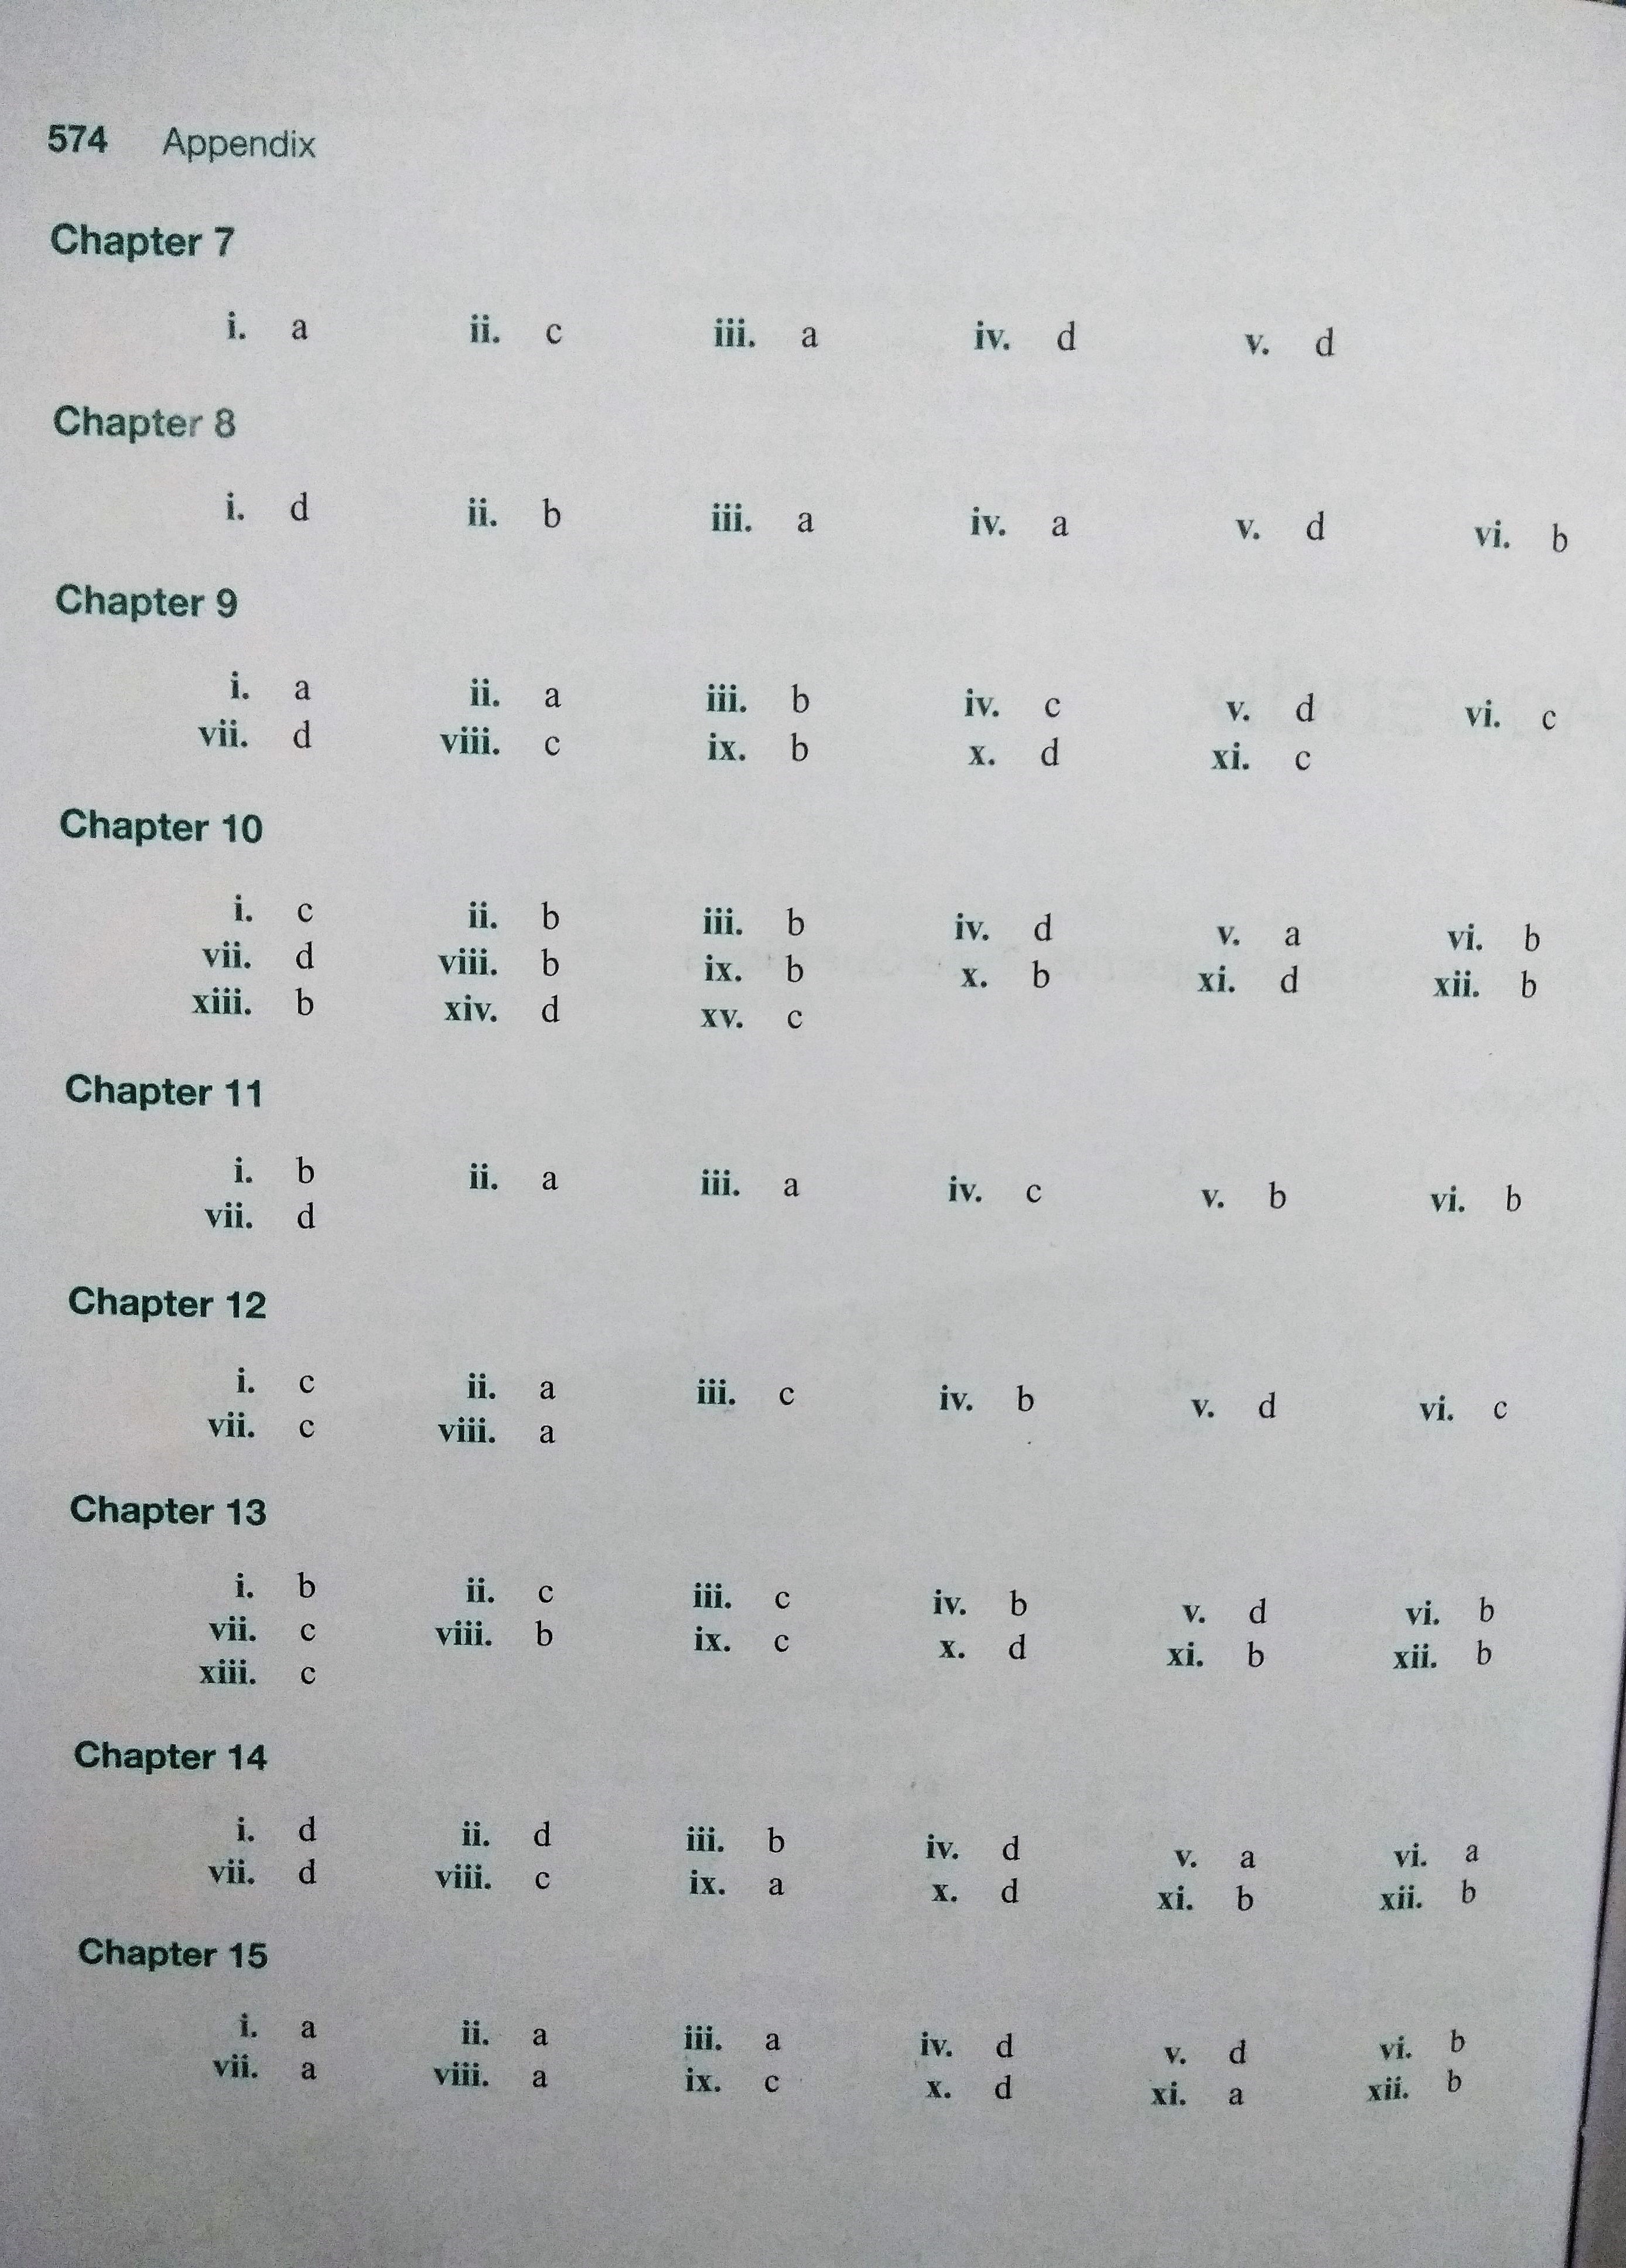 574 Appendix
Chapter 7
i. a ii. c iii. a iv. d v. d
Chapter 8
i. d ii. b iii. a iv. a v. d vi. b
Chapter 9
i. a ii. a iii. b iv. c v. d vi. c
vii. d viii. c ix. b x. d xi. c
Chapter 10
i. c ii. b iii. b iv. d v. a vi. b
vii. d viii. b ix. b x. b xi. d xii. b
xiii. b xiv. d xv. c
Chapter 11
i. b ii. a iii. a iv. c v. b vi. b
vii. d
Chapter 12
i. c ii. a iii. c iv. b v. d vi. c
vii. c viii. a
Chapter 13
i. b ii. c iii. c iv. b v. d vi. b
vii. c viii. b ix. c x. d xi. b xii. b
xiii. c
Chapter 14
i. d ii. d iii. b iv. d v. a vi. a
vii. d viii. c ix. a x. d xi. b xii. b
Chapter 15
i. a ii. a iii. a iv. d v. d vi. b
vii. a viii. a ix. c x. d xi. a xii. b